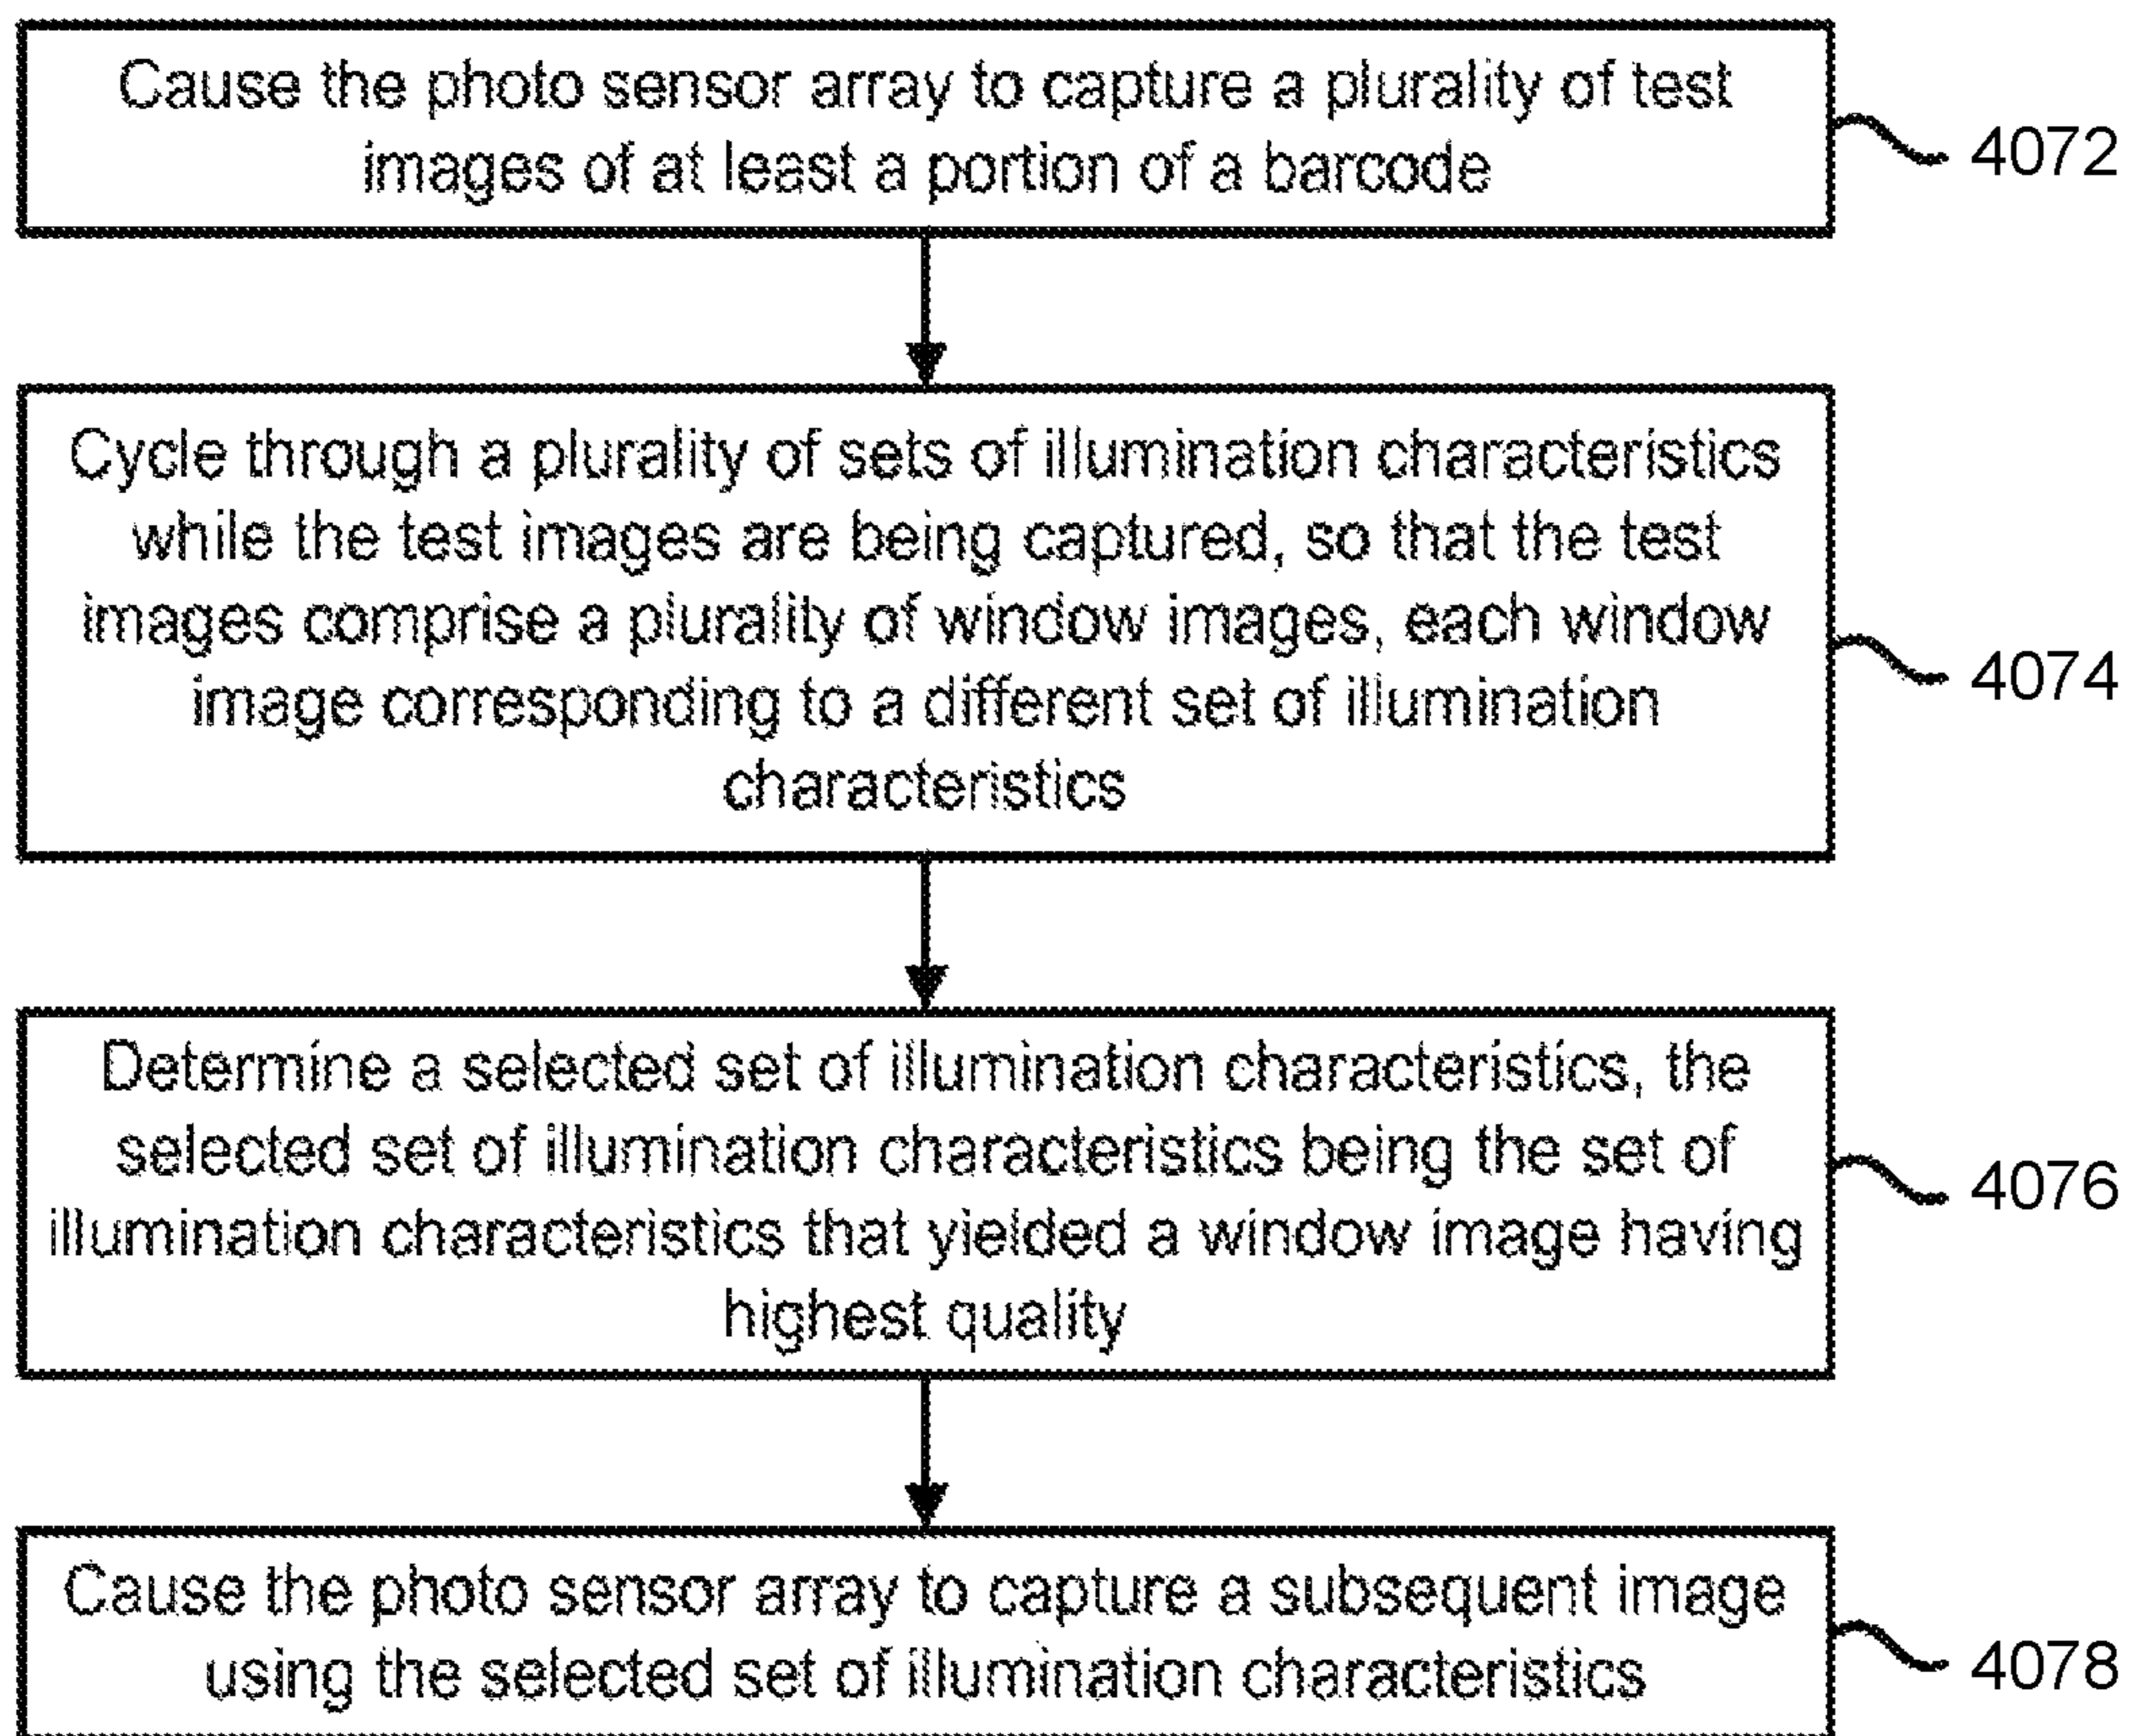 Cause the photo sensor array to capture a plurality of test
images of at least a portion of a barcode
4072
Cycle through a plurality of sets of illumination characteristics
while the test images are being captured, so that the test
images comprise a plurality of window images, each window
image corresponding to a different set of illumination
characteristics
4074
Determine a selected set of illumination characteristics, the
selected set of illumination characteristics being the set of
illumination characteristics that yielded a window image having
highest quality
4076
Cause the photo sensor array to capture a subsequent image
using the selected set of illumination characteristics
4078